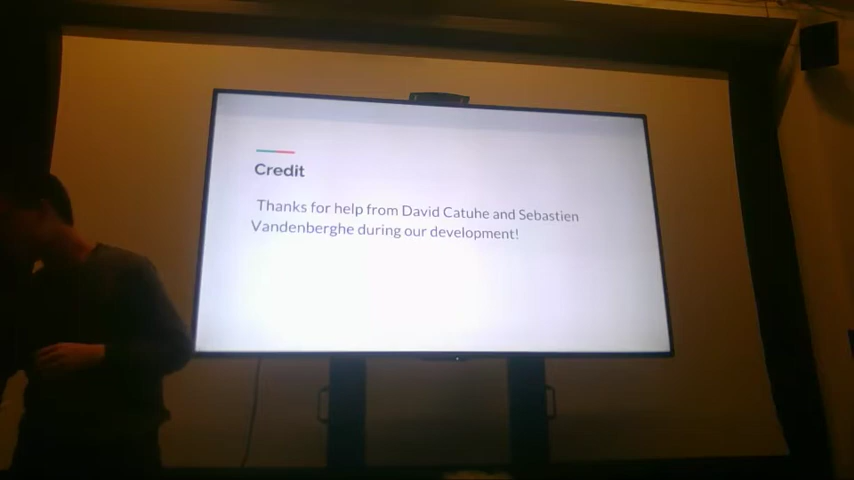 Credit
Thanks for help from David Catuhe and Sebastien
Vandenberghe during our development!